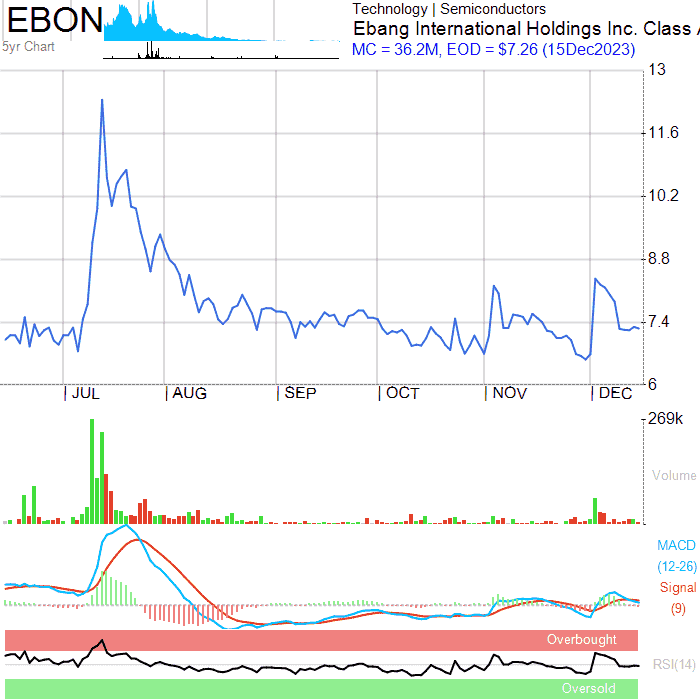 EBON
5yr Chart
Technology | Semiconductors
Ebang International Holdings Inc. Class A
MC = 36.2M, EOD = $7.26 (15Dec2023)
13
11.6
10.2
8.8
7.4
6
JUL AUG SEP OCT NOV DEC
269k
Volume
MACD
(12-26)
Signal
(9)
Overbought
RSI(14)
Oversold